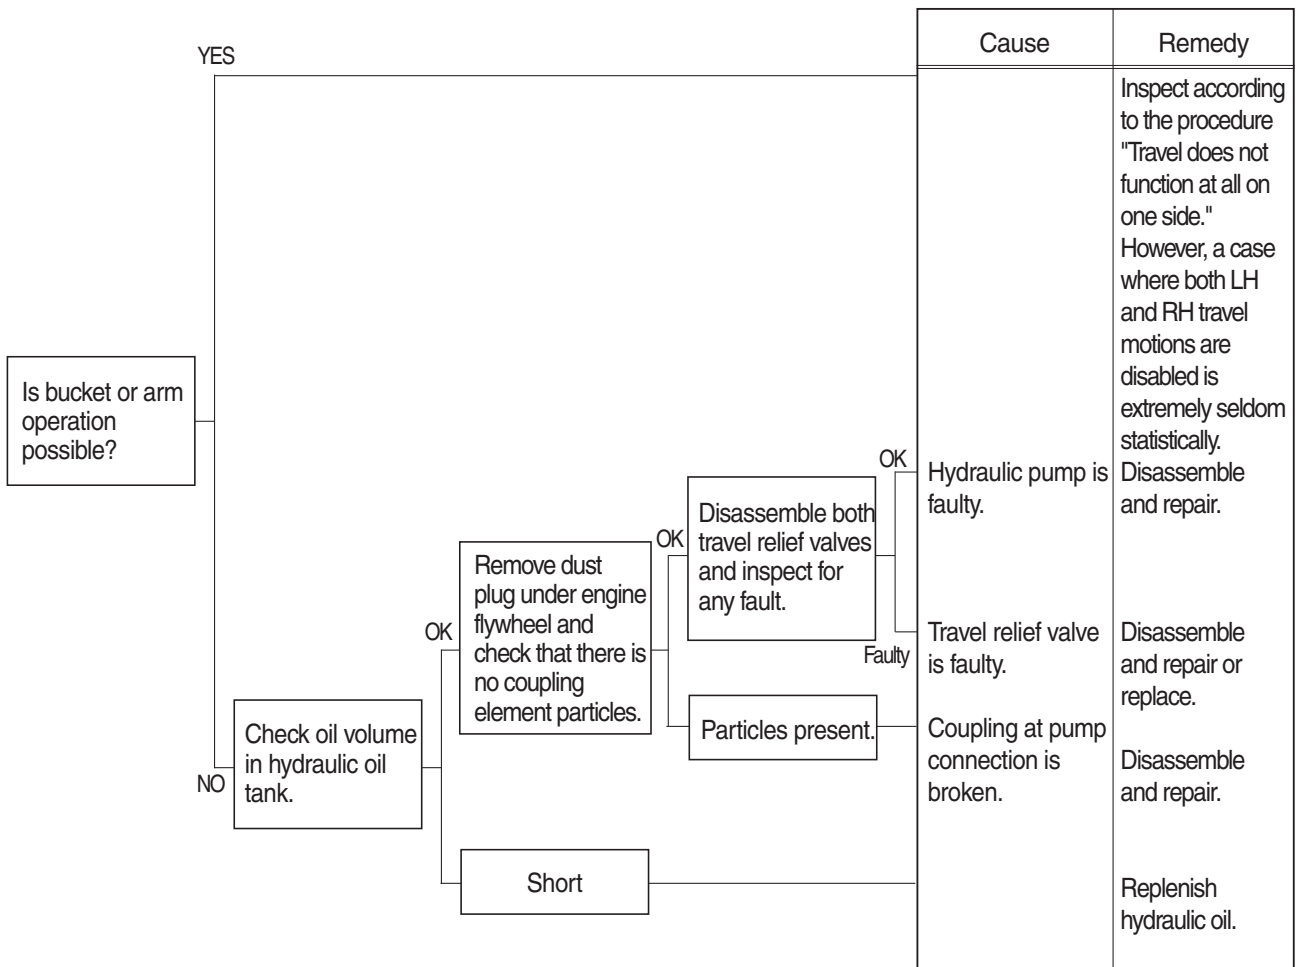 Cause
Remedy
YES
Inspect according
to the procedure
"Travel does not
function at all on
one side."
However, a case
where both LH
and RH travel
motions are
disabled is
extremely seldom
statistically.
Is bucket or arm
operation
possible?
NO
Check oil volume
in hydraulic oil
tank.
OK
Remove dust
plug under engine
flywheel and
check that there is
no coupling
element particles.
OK
Disassemble both
travel relief valves
and inspect for
any fault.
OK
Hydraulic pump is
faulty.
Disassemble
and repair.
Faulty
Travel relief valve
is faulty.
Disassemble
and repair or
replace.
Particles present.
Coupling at pump
connection is
broken.
Disassemble
and repair.
Short
Replenish
hydraulic oil.